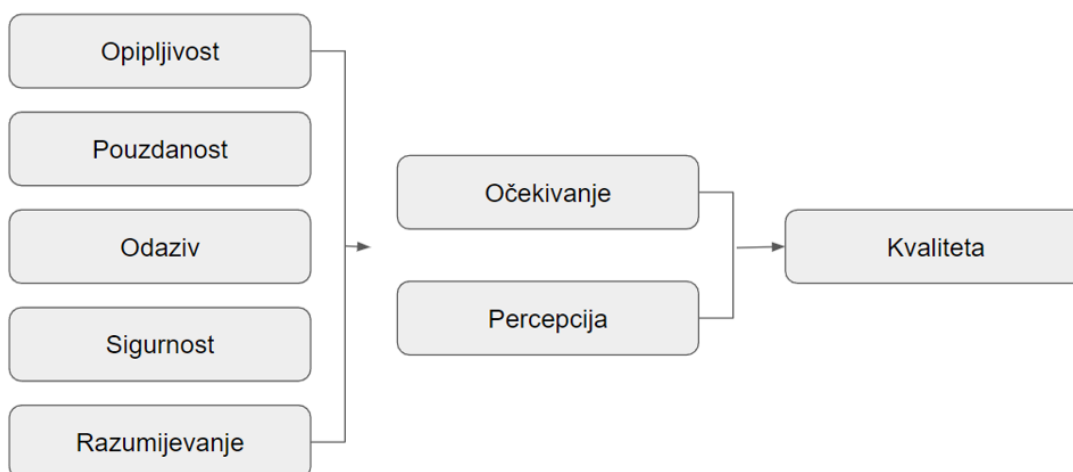 Opipljivost
Pouzdanost
Odaziv
Sigurnost
Razumijevanje
Očekivanje
Percepcija
Kvaliteta